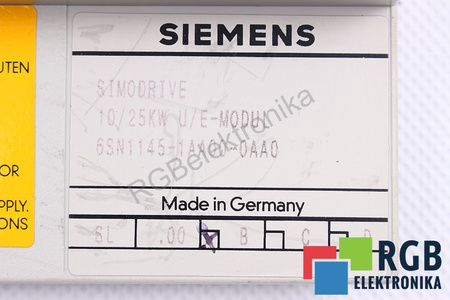 SIEMENS
UTEN
SIMODRIVE
10/25KW U/E-MODUL
6SN1145-1AA00-0AA0
RGBelektronika
OR
Made in Germany
PPLY.
ONS
SL .00 B C D
RGB
ELEKTRONIKA